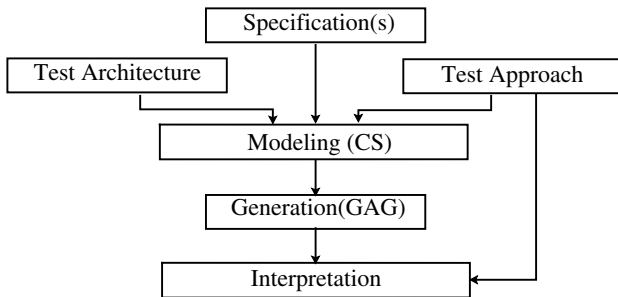 Specification(s)
Test Architecture
Test Approach
Modeling (CS)
Generation(GAG)
Interpretation